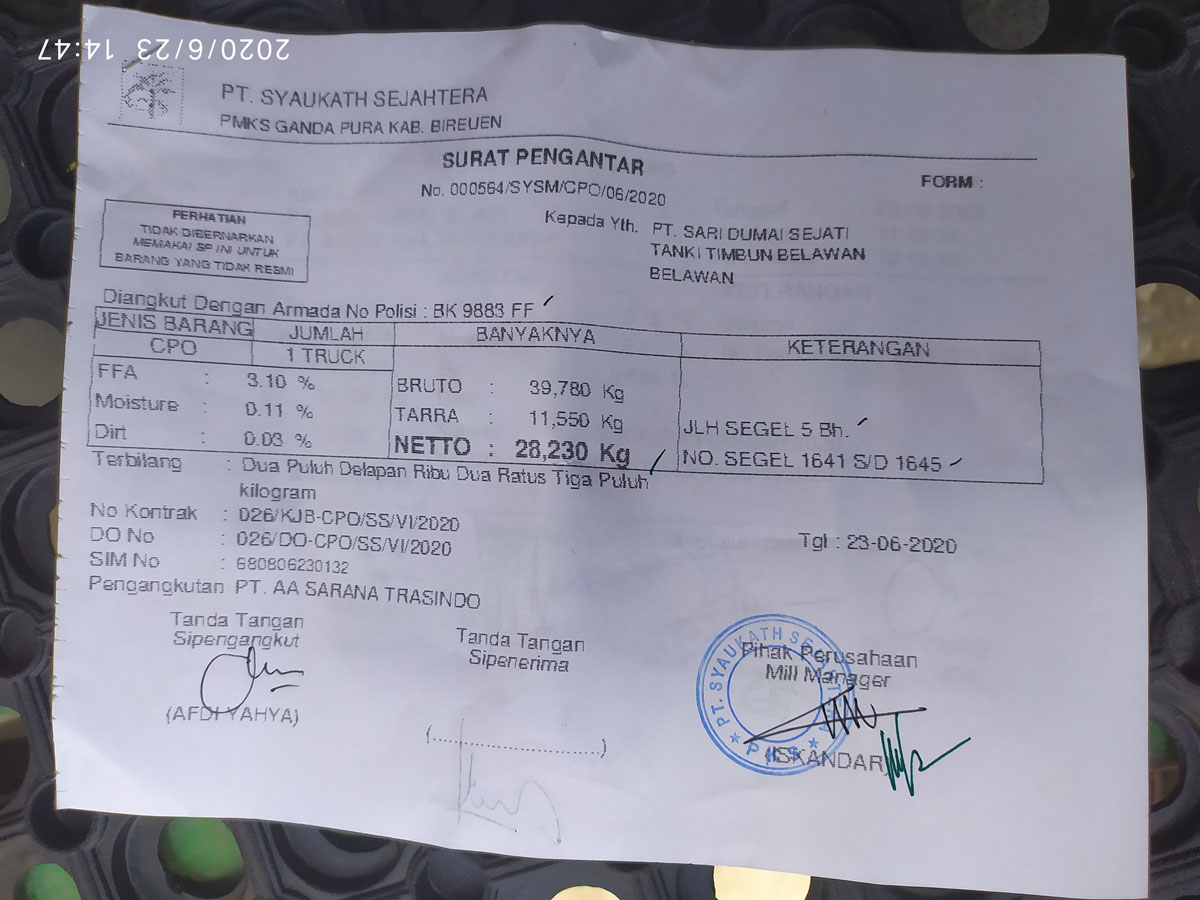 2020/6/23 14:47
PT. SYAUKATH SEJAHTERA
PMKS GANDA PURA KAB. BIREUEN
SURAT PENGANTAR
No. 000564/SYSM/CPO/06/2020
FORM :
PERHATIAN
TIDAK DIBERNARKAN
MEMAKAI SP INI UNTUK
BARANG YANG TIDAK RESMI
Kepada Yth. PT. SARI DUMAI SEJATI
TANKI TIMBUN BELAWAN
BELAWAN
Diangkut Dengan Armada No Polisi : BK 9883 FF
JENIS BARANG JUMLAH BANYAKNYA KETERANGAN
CPO 1 TRUCK
FFA : 3.10 % BRUTO : 39,780 Kg
Moisture : 0.11 % TARRA : 11,550 Kg JLH SEGEL 5 Bh.
Dirt : 0.03 % NETTO : 28,230 Kg NO. SEGEL 1641 S/D 1645
Terbilang : Dua Puluh Delapan Ribu Dua Ratus Tiga Puluh
kilogram
No Kontrak : 026/KJB-CPO/SS/VI/2020
DO No : 026/DO-CPO/SS/VI/2020 Tgl : 23-06-2020
SIM No : 680806230132
Pengangkutan PT. AA SARANA TRASINDO
Tanda Tangan
Sipengangkut
(AFDI YAHYA)
Tanda Tangan
Sipenerima
(..............................)
Pihak Perusahaan
Mill Manager
(ISKANDAR)
PT. SYAUKATH SEJAHTERA
PKS